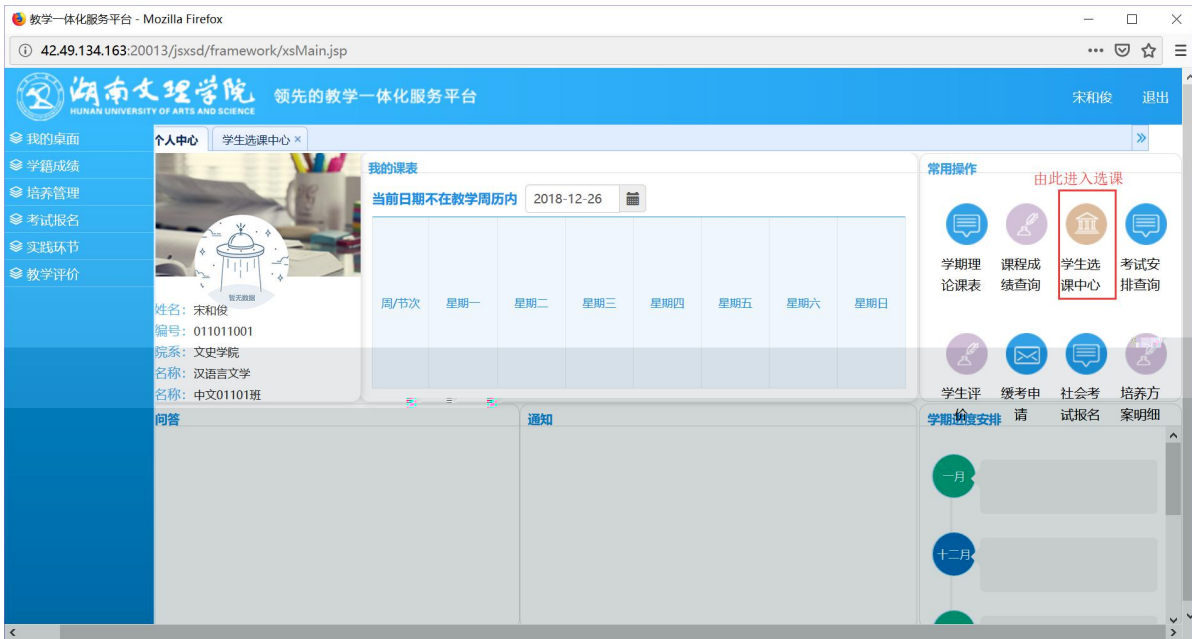 教学一体化服务平台 - Mozilla Firefox
42.49.134.163:20013/jsxsd/framework/xsMain.jsp
湖南文理学院
HUNAN UNIVERSITY OF ARTS AND SCIENCE
领先的教学一体化服务平台
宋和俊 退出
我的桌面
学籍成绩
培养管理
考试报名
实践环节
教学评价
个人中心 学生选课中心
暂无数据
姓名：宋和俊
编号：011011001
院系：文史学院
名称：汉语言文学
名称：中文01101班
我的课表
当前日期不在教学周历内 2018-12-26
周/节次 星期一 星期二 星期三 星期四 星期五 星期六 星期日
常用操作
由此进入选课
学期理论课表
课程成绩查询
学生选课中心
考试安排查询
学生评价
缓考申请
社会考试报名
培养方案明细
问答
通知
学期进度安排
一月
十二月